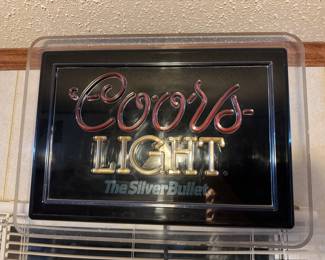 Coors
LIGHT®
The Silver Bullet